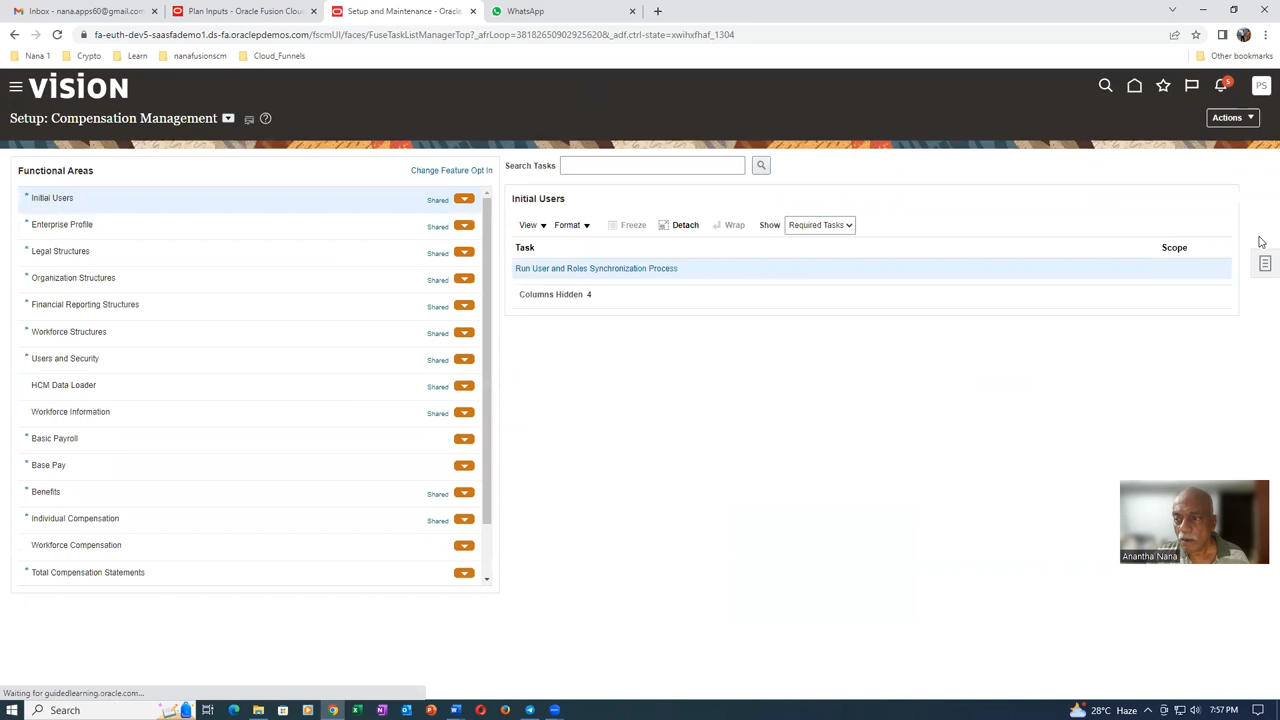 Inbox - nana.apps60@gmail.com
Plan Inputs - Oracle Fusion Clou
Setup and Maintenance - Oracle
WhatsApp
fa-euth-dev5-saasfademo1.ds-fa.oraclepdemos.com/fscmUI/faces/FuseTaskListManagerTop?_afrLoop=38182650902925620&_adf.ctrl-state=xwihxfhaf_1304
Nana 1
Crypto
Learn
nanafusionscm
Cloud_Funnels
Other bookmarks
VISION
5
PS
Setup: Compensation Management
Actions
Functional Areas
Change Feature Opt In
Search Tasks
* Initial Users Shared
* Enterprise Profile Shared
* Legal Structures Shared
* Organization Structures Shared
* Financial Reporting Structures Shared
* Workforce Structures Shared
* Users and Security Shared
HCM Data Loader Shared
Workforce Information Shared
* Basic Payroll
* Base Pay
* Benefits Shared
* Individual Compensation Shared
Workforce Compensation
* Total Compensation Statements
Initial Users
View Format Freeze Detach Wrap Show Required Tasks
Task Scope
Run User and Roles Synchronization Process
Columns Hidden 4
Anantha Nana
Waiting for guidedlearning.oracle.com...
Search
28°C Haze
7:57 PM